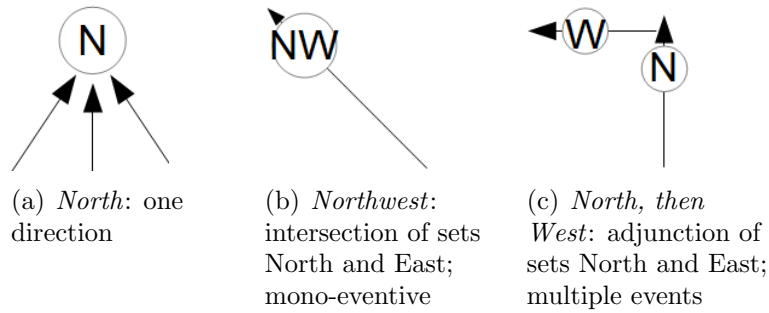 N
NW
W
N
(a) North: one
direction
(b) Northwest:
intersection of sets
North and East;
mono-eventive
(c) North, then
West: adjunction of
sets North and East;
multiple events